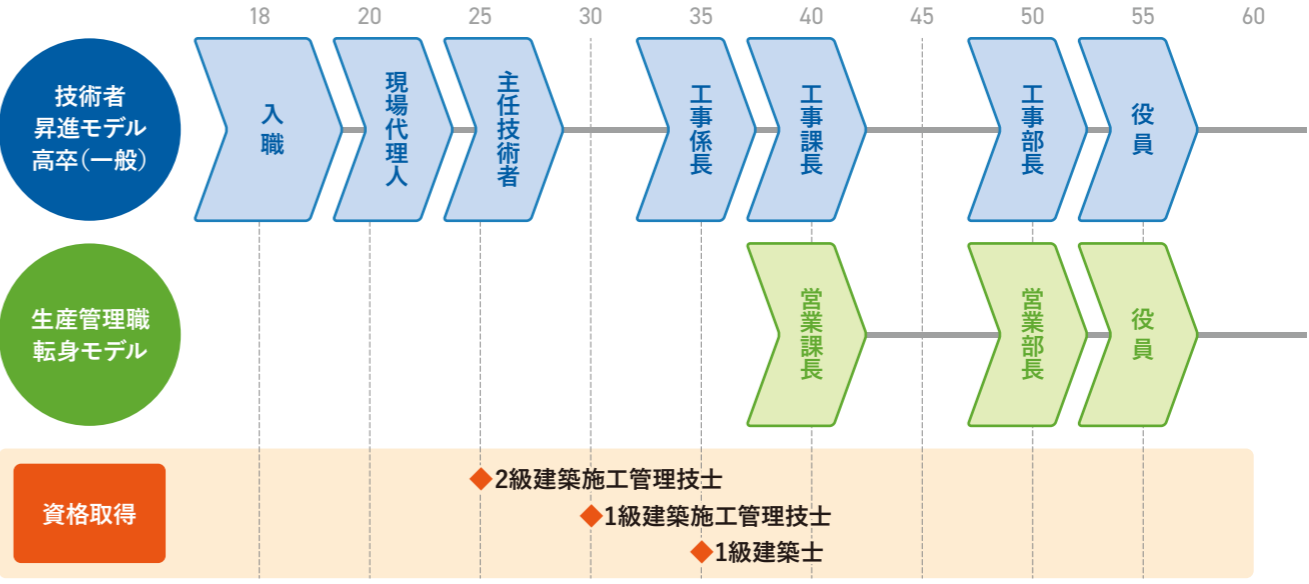 18 20 25 30 35 40 45 50 55 60
技術者
昇進モデル
高卒（一般）
入職
現場代理人
主任技術者
工事係長
工事課長
工事部長
役員
生産管理職
転身モデル
営業課長
営業部長
役員
資格取得
2級建築施工管理技士
1級建築施工管理技士
1級建築士